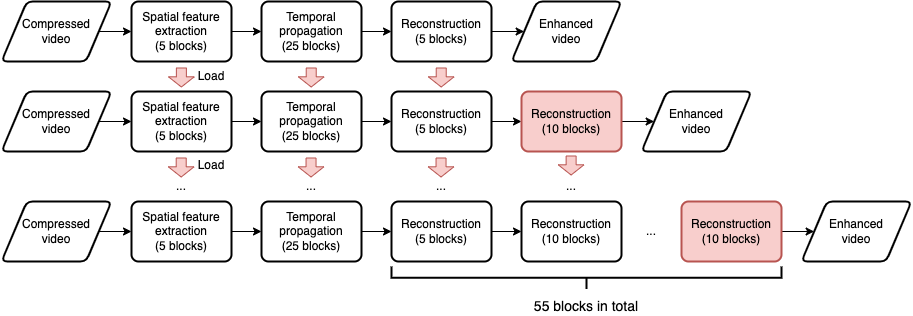 Compressed
video
Spatial feature
extraction
(5 blocks)
Temporal
propagation
(25 blocks)
Reconstruction
(5 blocks)
Enhanced
video
Load
Compressed
video
Spatial feature
extraction
(5 blocks)
Temporal
propagation
(25 blocks)
Reconstruction
(5 blocks)
Reconstruction
(10 blocks)
Enhanced
video
Load
...
...
...
...
Compressed
video
Spatial feature
extraction
(5 blocks)
Temporal
propagation
(25 blocks)
Reconstruction
(5 blocks)
Reconstruction
(10 blocks)
...
Reconstruction
(10 blocks)
Enhanced
video
55 blocks in total